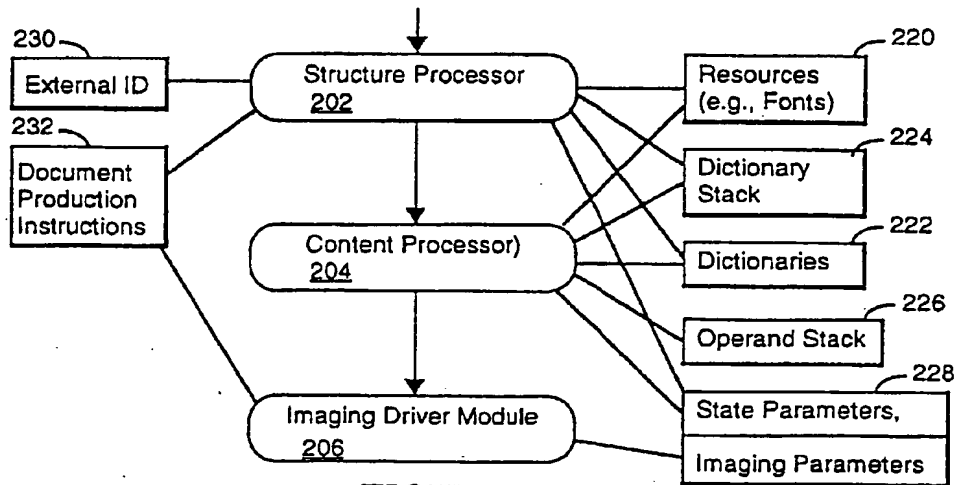 230
External ID
232
Document
Production
Instructions
Structure Processor
202
Content Processor)
204
Imaging Driver Module
206
220
Resources
(e.g., Fonts)
224
Dictionary
Stack
222
Dictionaries
226
Operand Stack
228
State Parameters,
Imaging Parameters